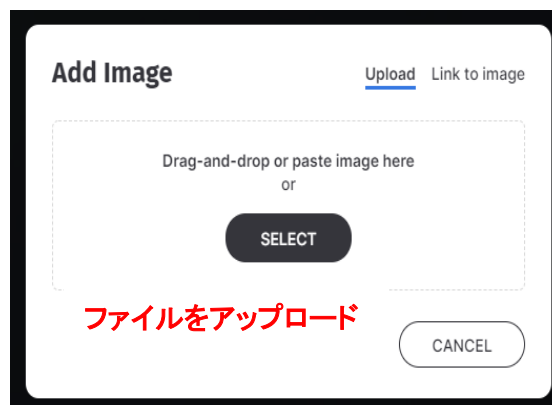 Add Image
Upload Link to image
Drag-and-drop or paste image here
or
SELECT
ファイルをアップロード
CANCEL